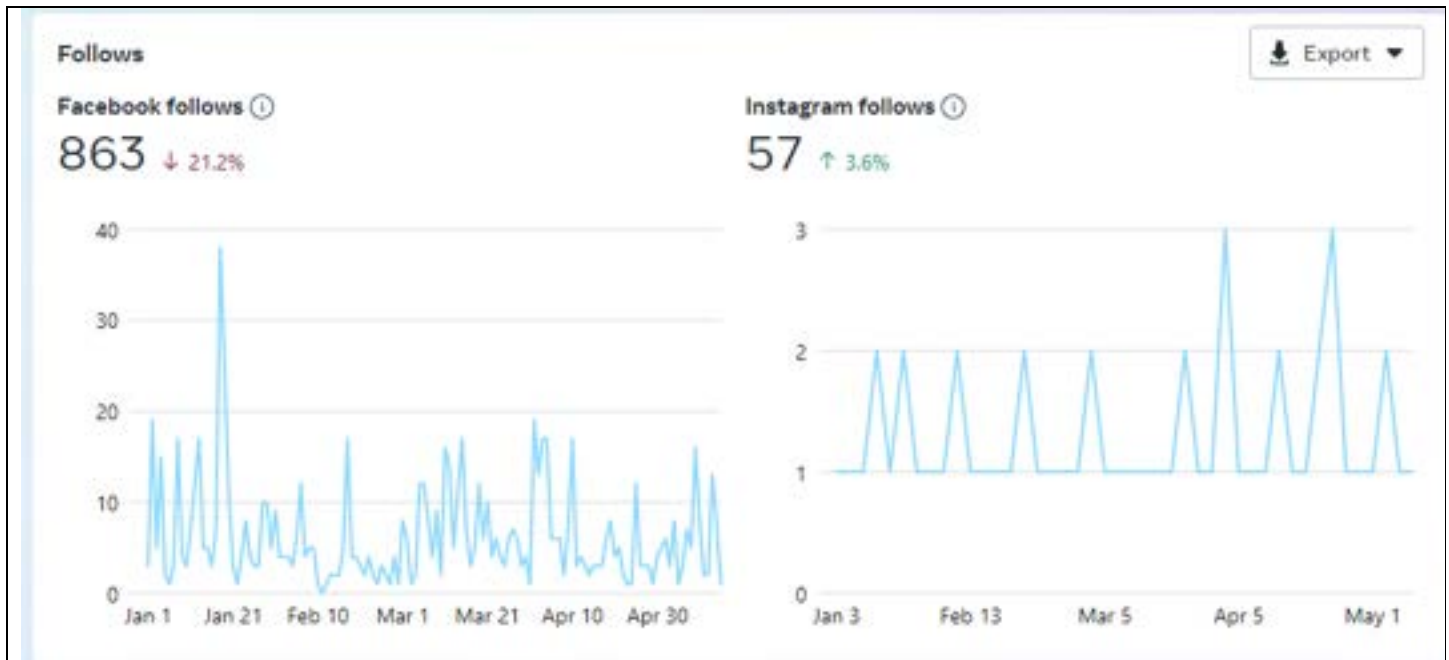 Follows
Export
Facebook follows
863 ↓ 21.2%
40
30
20
10
0
Jan 1 Jan 21 Feb 10 Mar 1 Mar 21 Apr 10 Apr 30
Instagram follows
57 ↑ 3.6%
3
2
1
0
Jan 3 Feb 13 Mar 5 Apr 5 May 1